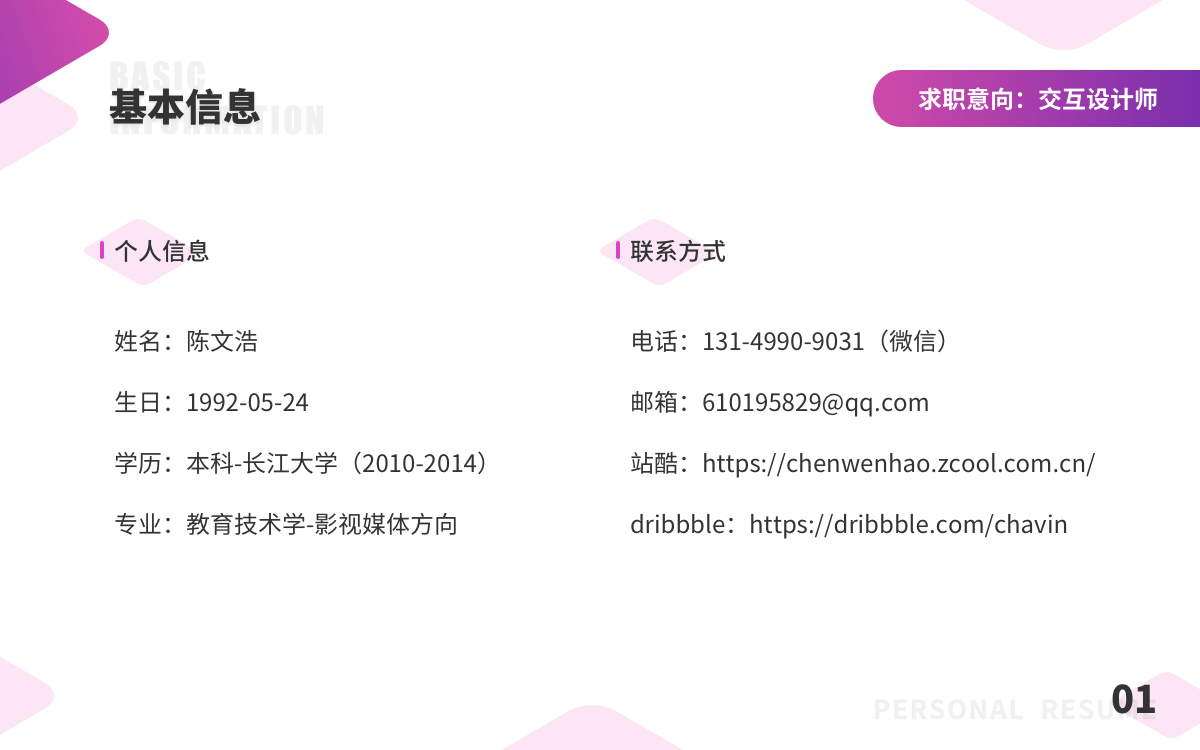 BASIC
INFORMATION
基本信息
求职意向：交互设计师
个人信息
姓名：陈文浩
生日：1992-05-24
学历：本科-长江大学（2010-2014）
专业：教育技术学-影视媒体方向
联系方式
电话：131-4990-9031（微信）
邮箱：610195829@qq.com
站酷：https://chenwenhao.zcool.com.cn/
dribbble：https://dribbble.com/chavin
PERSONAL RESUME
01